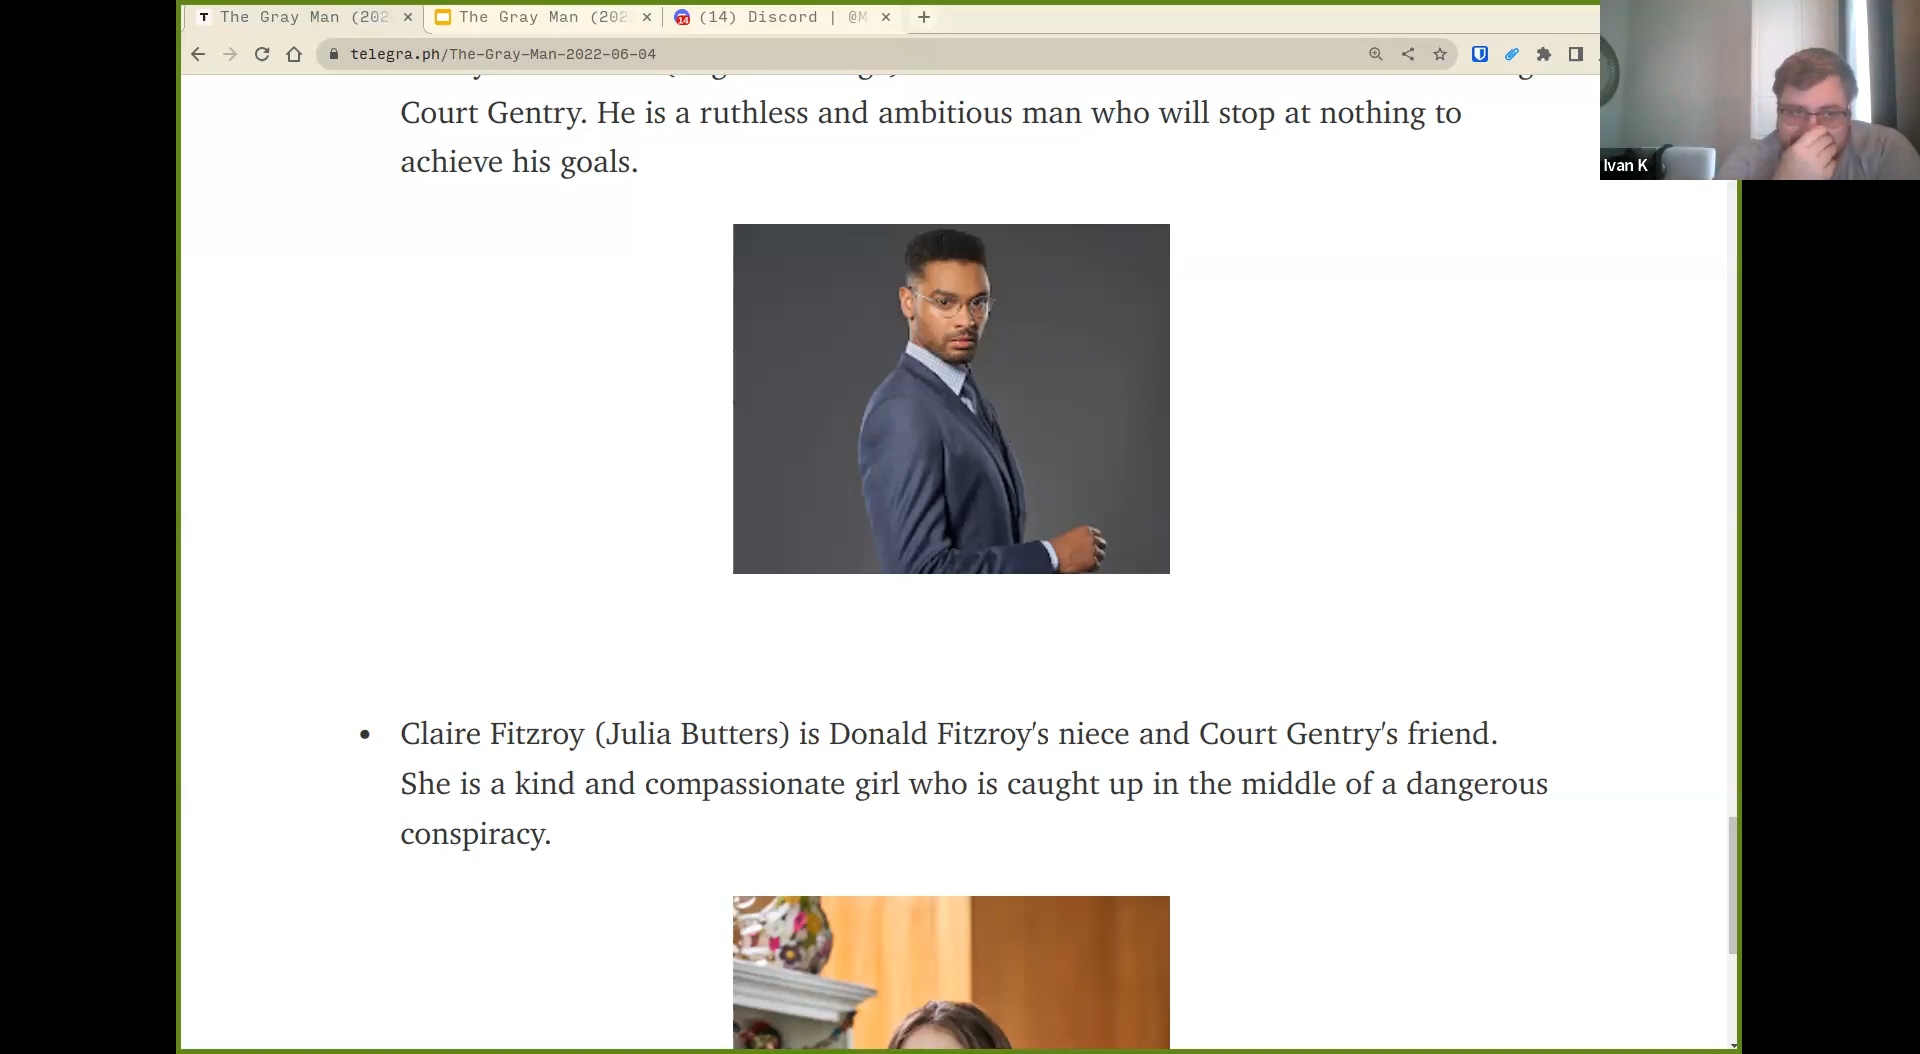 The Gray Man (202
The Gray Man (202
(14) Discord | @M
telegra.ph/The-Gray-Man-2022-06-04
Court Gentry. He is a ruthless and ambitious man who will stop at nothing to
achieve his goals.
Ivan K
• Claire Fitzroy (Julia Butters) is Donald Fitzroy's niece and Court Gentry's friend.
She is a kind and compassionate girl who is caught up in the middle of a dangerous
conspiracy.